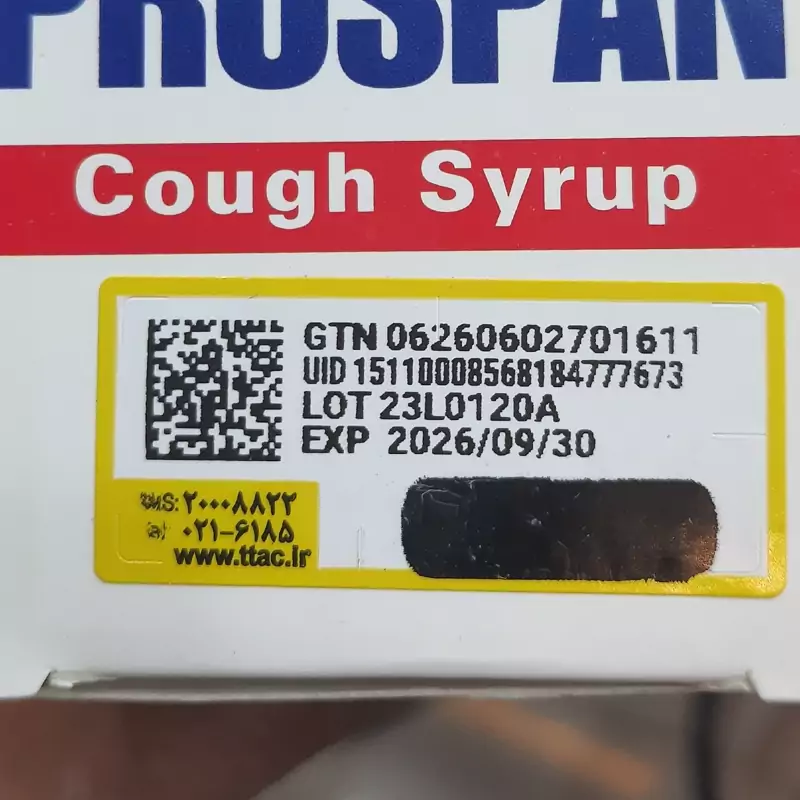 PROSPAN
Cough Syrup
GTN 06260602701611
UID 15110008568184777673
LOT 23L0120A
EXP 2026/09/30
SMS: ۲۰۰۰۸۸۲۲
۰۲۱-۶۱۸۵
www.ttac.ir